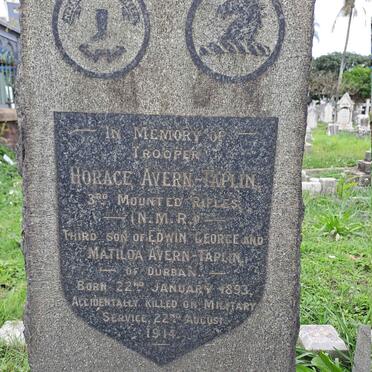 IN MEMORY OF
TROOPER
HORACE AVERN-TAPLIN,
3RD MOUNTED RIFLES,
(N.M.R.)
THIRD SON OF EDWIN GEORGE AND
MATILDA AVERN-TAPLIN,
OF DURBAN.
BORN 22ND JANUARY 1893.
ACCIDENTALLY KILLED ON MILITARY
SERVICE, 22ND AUGUST
1914.